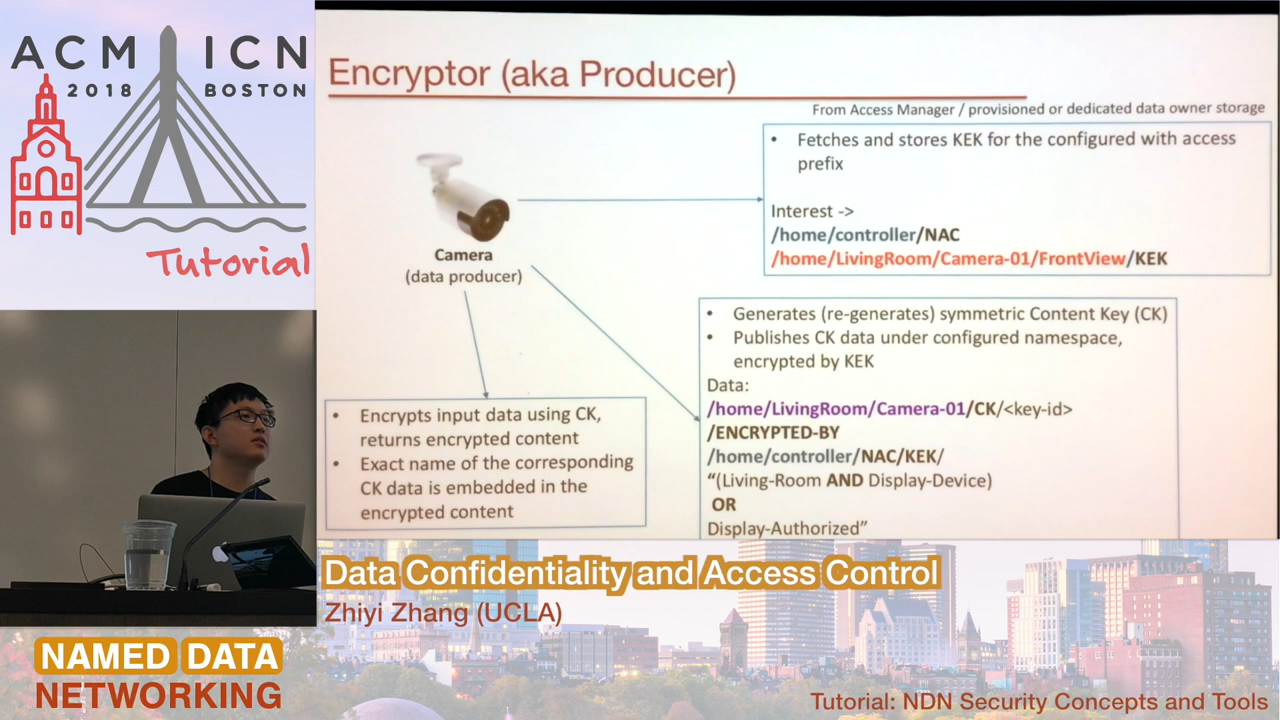 ACM ICN
2018 BOSTON
Tutorial
Encryptor (aka Producer)
From Access Manager / provisioned or dedicated data owner storage
• Fetches and stores KEK for the configured with access
prefix
Interest ->
/home/controller/NAC
/home/LivingRoom/Camera-01/FrontView/KEK
Camera
(data producer)
• Generates (re-generates) symmetric Content Key (CK)
• Publishes CK data under configured namespace,
encrypted by KEK
Data:
/home/LivingRoom/Camera-01/CK/<key-id>
/ENCRYPTED-BY
/home/controller/NAC/KEK/
“(Living-Room AND Display-Device)
OR
Display-Authorized”
• Encrypts input data using CK,
returns encrypted content
• Exact name of the corresponding
CK data is embedded in the
encrypted content
Data Confidentiality and Access Control
Zhiyi Zhang (UCLA)
NAMED DATA
NETWORKING
Tutorial: NDN Security Concepts and Tools